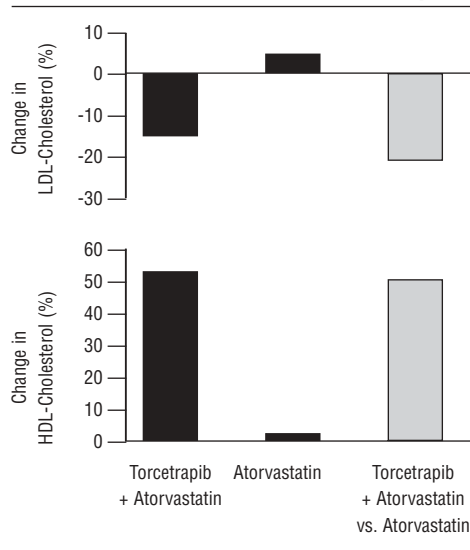 Change in
LDL-Cholesterol (%)
10
0
-10
-20
-30
Change in
HDL-Cholesterol (%)
60
50
40
30
20
10
0
Torcetrapib
+ Atorvastatin
Atorvastatin
Torcetrapib
+ Atorvastatin
vs. Atorvastatin